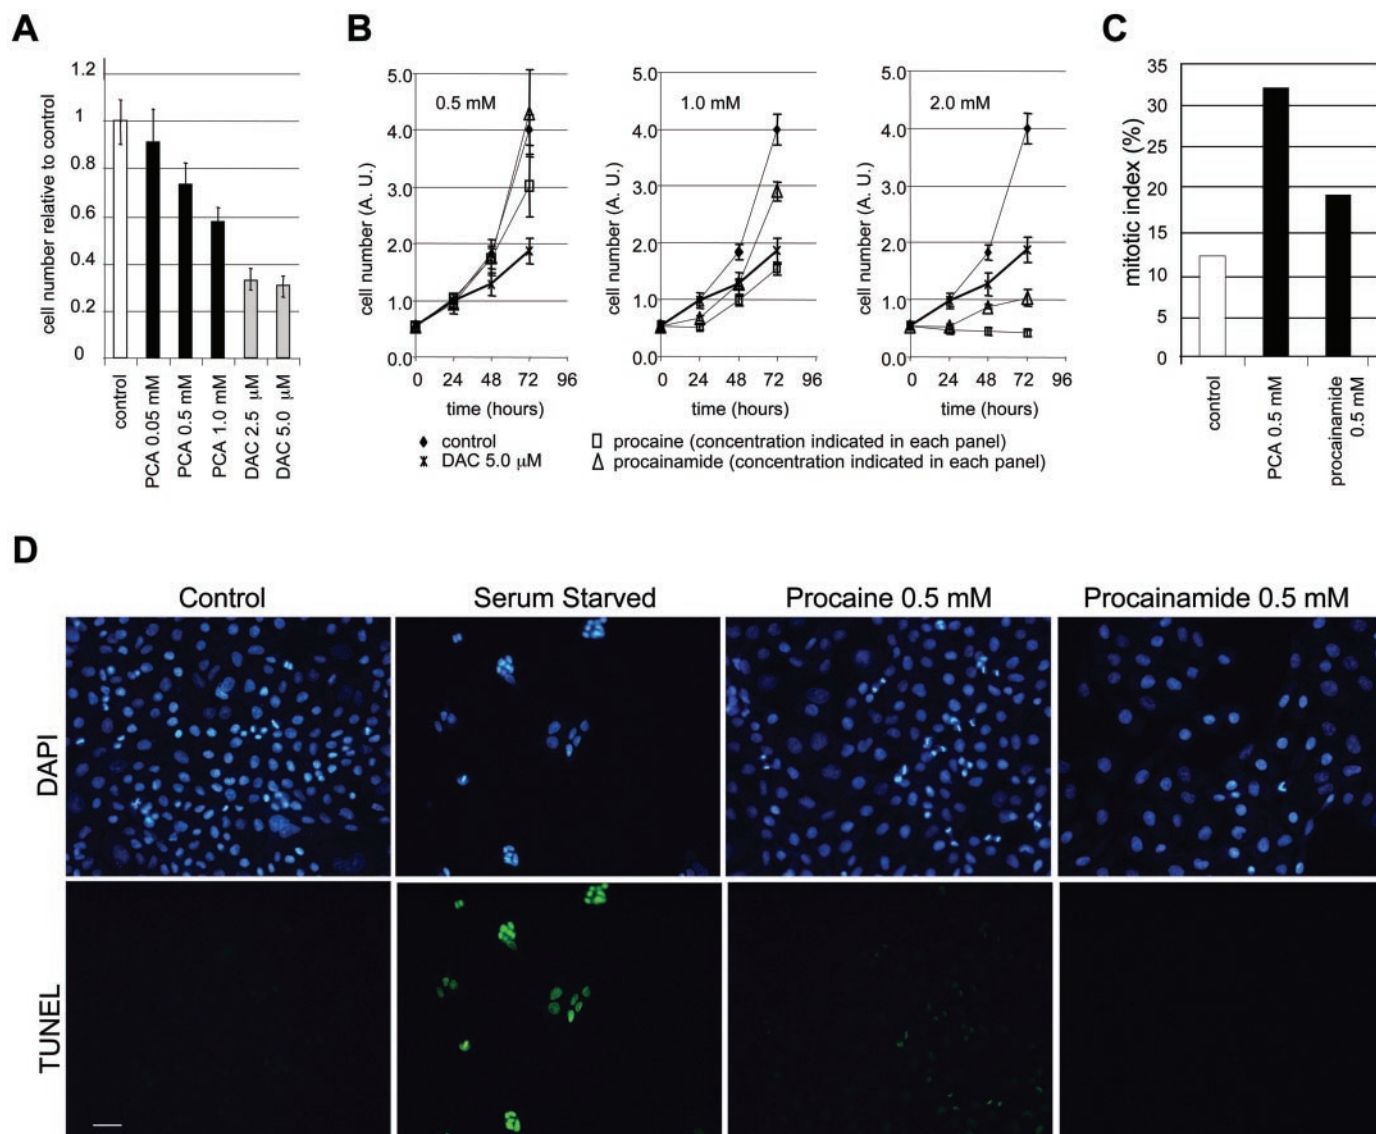 A
B
C
cell number relative to control
1.2
1
0.8
0.6
0.4
0.2
0
control
PCA 0.05 mM
PCA 0.5 mM
PCA 1.0 mM
DAC 2.5 μM
DAC 5.0 μM
cell number (A. U.)
5.0
4.0
3.0
2.0
1.0
0.0
0.5 mM
0 24 48 72 96
time (hours)
cell number (A. U.)
5.0
4.0
3.0
2.0
1.0
0.0
1.0 mM
0 24 48 72 96
time (hours)
cell number (A. U.)
5.0
4.0
3.0
2.0
1.0
0.0
2.0 mM
0 24 48 72 96
time (hours)
control
DAC 5.0 μM
procaine (concentration indicated in each panel)
procainamide (concentration indicated in each panel)
mitotic index (%)
35
30
25
20
15
10
5
0
control
PCA 0.5 mM
procainamide
0.5 mM
D
Control Serum Starved Procaine 0.5 mM Procainamide 0.5 mM
DAPI
TUNEL